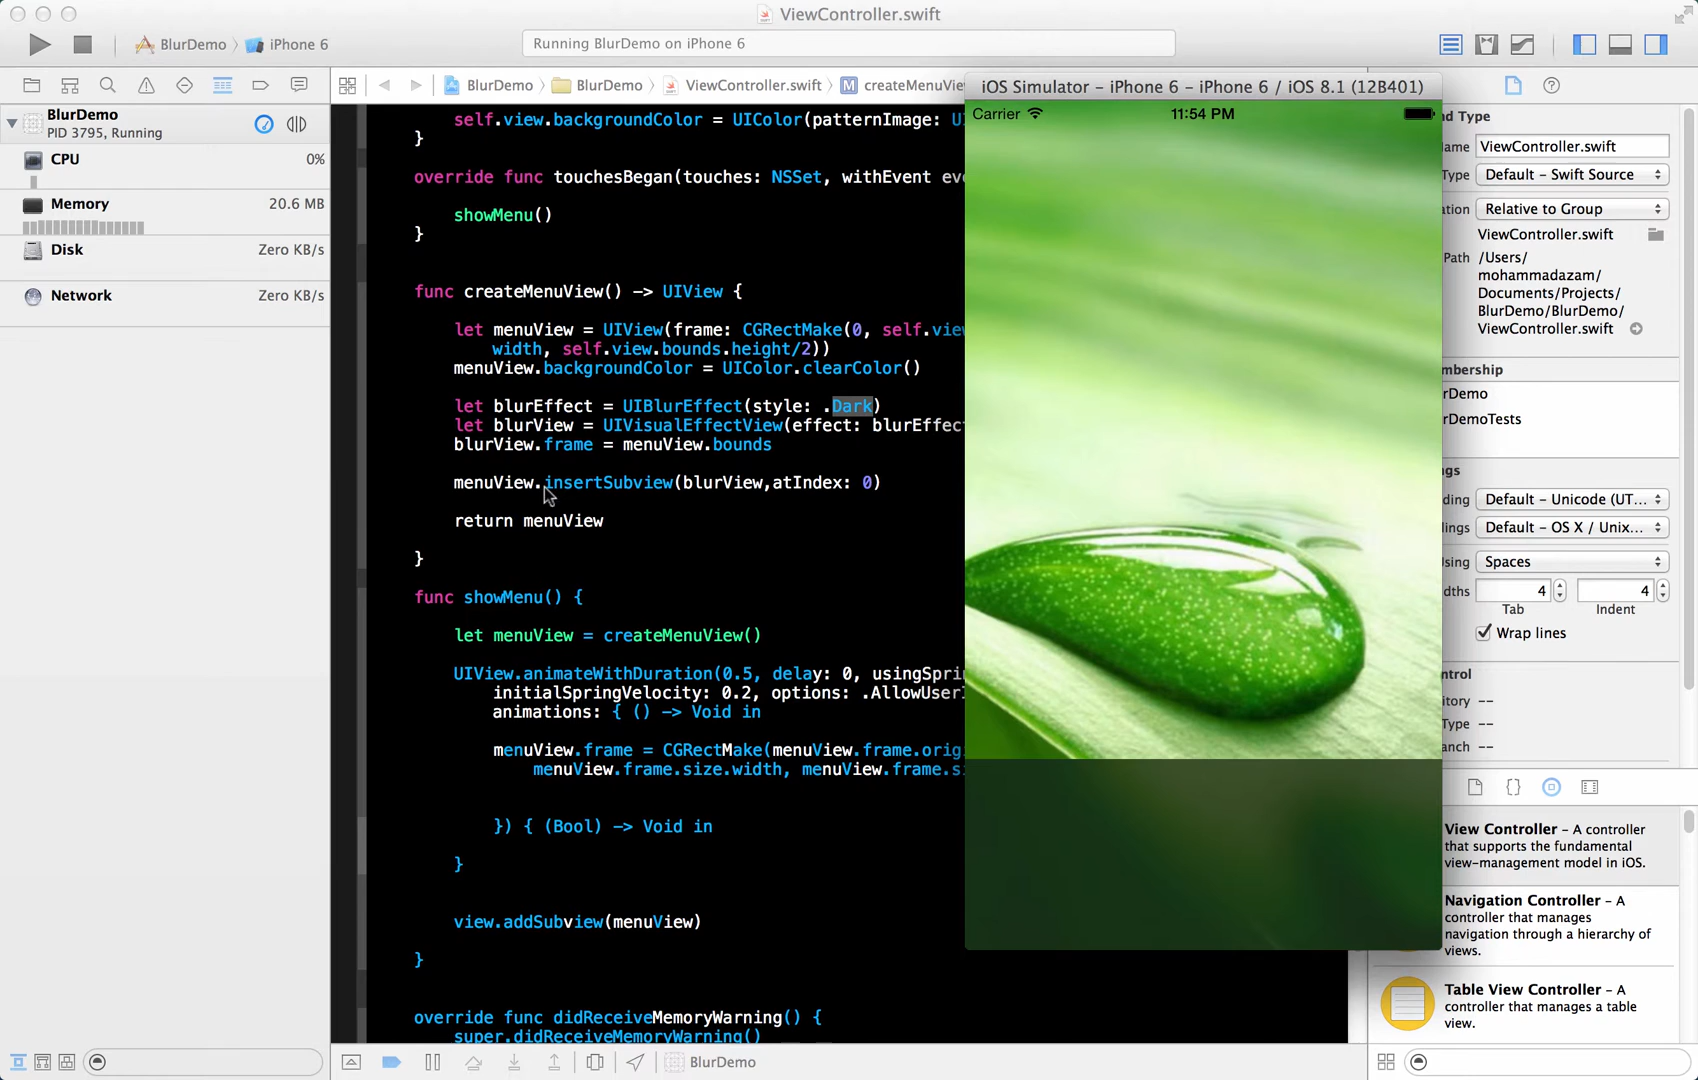 ViewController.swift
BlurDemo
iPhone 6
Running BlurDemo on iPhone 6
BlurDemo
BlurDemo
ViewController.swift
createMenuVie
iOS Simulator – iPhone 6 – iPhone 6 / iOS 8.1 (12B401)
BlurDemo
PID 3795, Running
CPU 0%
Memory 20.6 MB
Disk Zero KB/s
Network Zero KB/s
self.view.backgroundColor = UIColor(patternImage: U
}
override func touchesBegan(touches: NSSet, withEvent ev
showMenu()
}
func createMenuView() -> UIView {
let menuView = UIView(frame: CGRectMake(0, self.vie
width, self.view.bounds.height/2))
menuView.backgroundColor = UIColor.clearColor()
let blurEffect = UIBlurEffect(style: .Dark)
let blurView = UIVisualEffectView(effect: blurEffec
blurView.frame = menuView.bounds
menuView.insertSubview(blurView,atIndex: 0)
return menuView
}
func showMenu() {
let menuView = createMenuView()
UIView.animateWithDuration(0.5, delay: 0, usingSpri
initialSpringVelocity: 0.2, options: .AllowUserI
animations: { () -> Void in
menuView.frame = CGRectMake(menuView.frame.orig
menuView.frame.size.width, menuView.frame.si
}) { (Bool) -> Void in
}
view.addSubview(menuView)
}
override func didReceiveMemoryWarning() {
super.didReceiveMemoryWarning()
BlurDemo
Carrier 11:54 PM
nd Type
ame ViewController.swift
Type Default – Swift Source
ation Relative to Group
ViewController.swift
Path /Users/
mohammadazam/
Documents/Projects/
BlurDemo/BlurDemo/
ViewController.swift
mbership
rDemo
rDemoTests
ngs
ding Default – Unicode (UT...
dings Default – OS X / Unix...
Jsing Spaces
dths 4 4
Tab Indent
Wrap lines
ntrol
itory --
Type --
anch --
View Controller – A controller
that supports the fundamental
view-management model in iOS.
Navigation Controller – A
controller that manages
navigation through a hierarchy of
views.
Table View Controller – A
controller that manages a table
view.